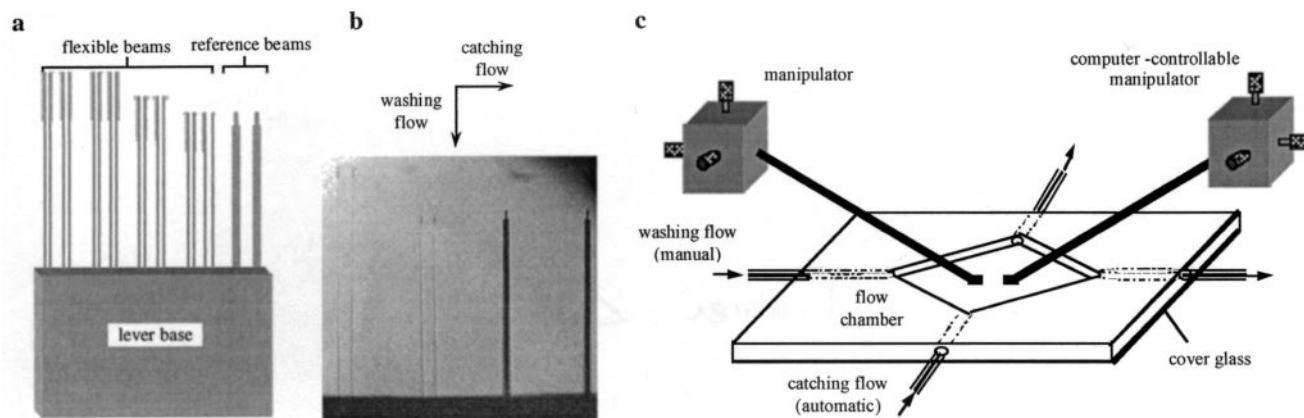 a
flexible beams
reference beams
lever base
b
catching
flow
washing
flow
c
manipulator
computer -controllable
manipulator
washing flow
(manual)
flow
chamber
catching flow
(automatic)
cover glass